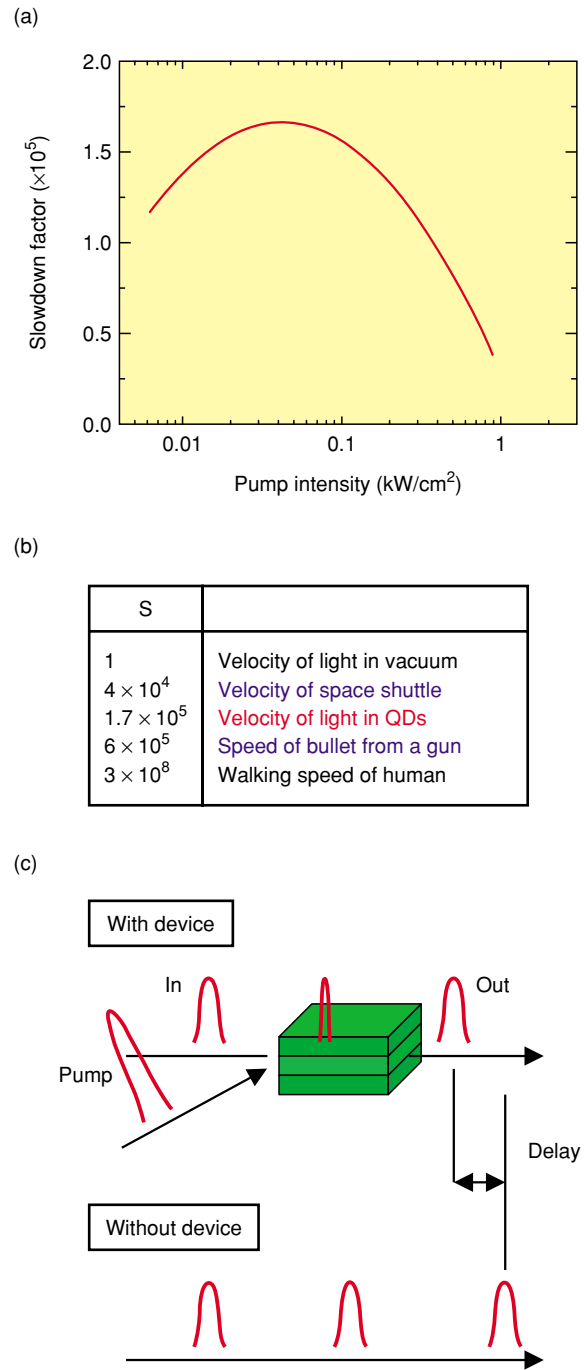 (a)
2.0
1.5
1.0
0.5
0.0
Slowdown factor (×10⁵)
0.01 0.1 1
Pump intensity (kW/cm²)
(b)
S
1 Velocity of light in vacuum
4 × 10⁴ Velocity of space shuttle
1.7 × 10⁵ Velocity of light in QDs
6 × 10⁵ Speed of bullet from a gun
3 × 10⁸ Walking speed of human
(c)
With device
In Out
Pump
Delay
Without device